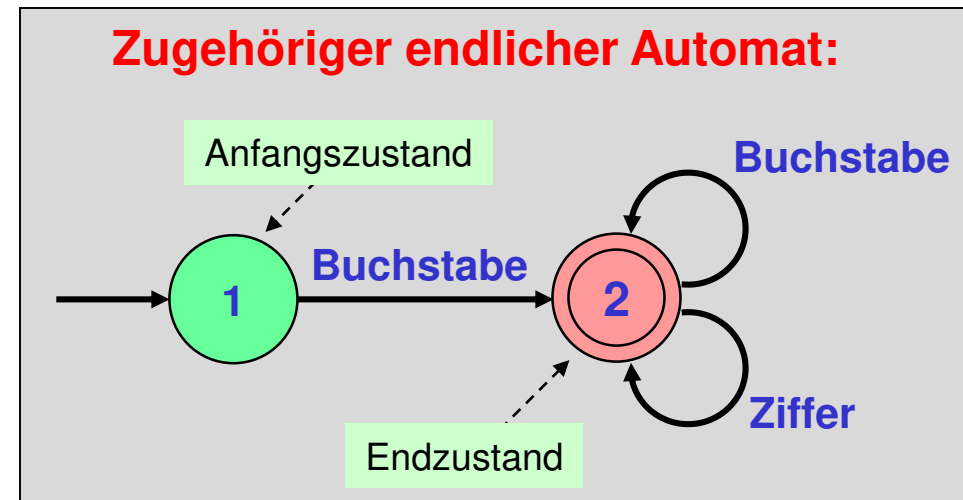 Zugehöriger endlicher Automat:
Anfangszustand
Buchstabe
Buchstabe
1
2
Ziffer
Endzustand